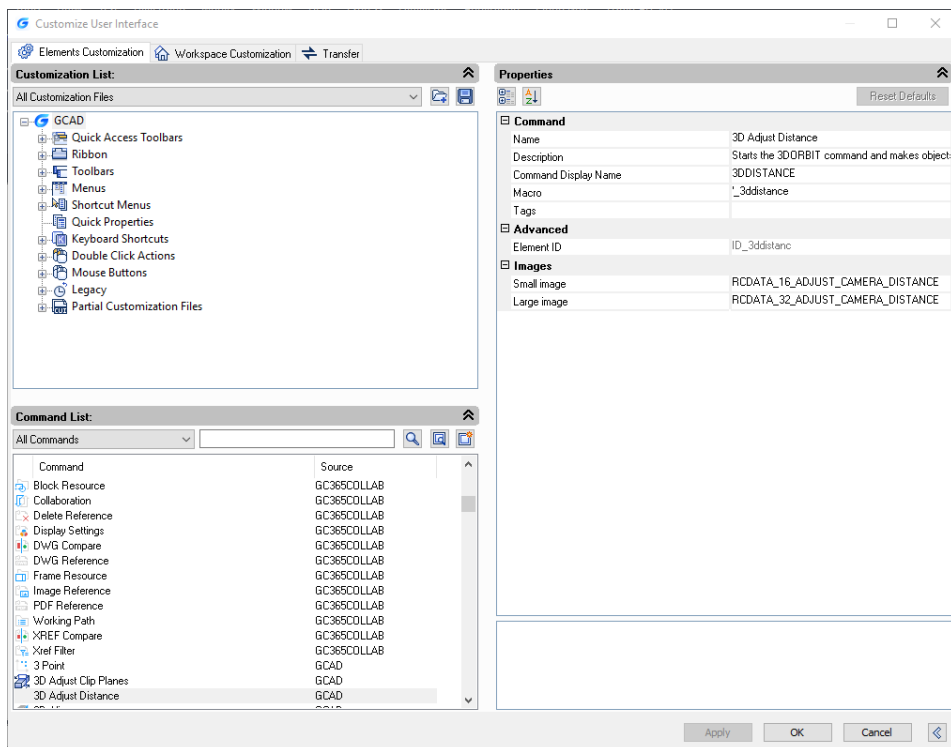 Customize User Interface
Elements Customization
Workspace Customization
Transfer
Customization List:
All Customization Files
GCAD
Quick Access Toolbars
Ribbon
Toolbars
Menus
Shortcut Menus
Quick Properties
Keyboard Shortcuts
Double Click Actions
Mouse Buttons
Legacy
Partial Customization Files
Command List:
All Commands
Command Source
Block Resource GC365COLLAB
Collaboration GC365COLLAB
Delete Reference GC365COLLAB
Display Settings GC365COLLAB
DWG Compare GC365COLLAB
DWG Reference GC365COLLAB
Frame Resource GC365COLLAB
Image Reference GC365COLLAB
PDF Reference GC365COLLAB
Working Path GC365COLLAB
XREF Compare GC365COLLAB
Xref Filter GC365COLLAB
3 Point GCAD
3D Adjust Clip Planes GCAD
3D Adjust Distance GCAD
Properties
Reset Defaults
Command
Name 3D Adjust Distance
Description Starts the 3DORBIT command and makes objects
Command Display Name 3DDISTANCE
Macro '_3ddistance
Tags
Advanced
Element ID ID_3ddistanc
Images
Small image RCDATA_16_ADJUST_CAMERA_DISTANCE
Large image RCDATA_32_ADJUST_CAMERA_DISTANCE
Apply
OK
Cancel